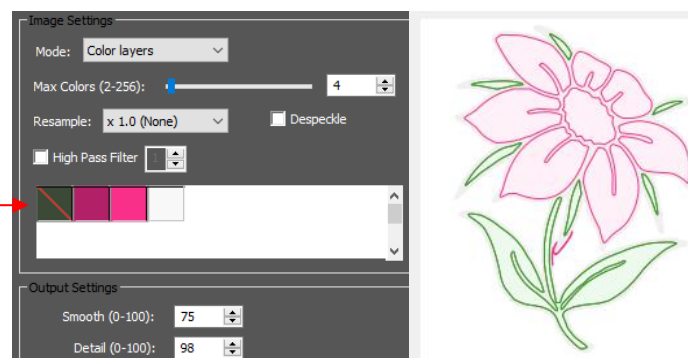 Image Settings
Mode: Color layers
Max Colors (2-256): 4
Resample: x 1.0 (None) Despeckle
High Pass Filter 1
Output Settings
Smooth (0-100): 75
Detail (0-100): 98